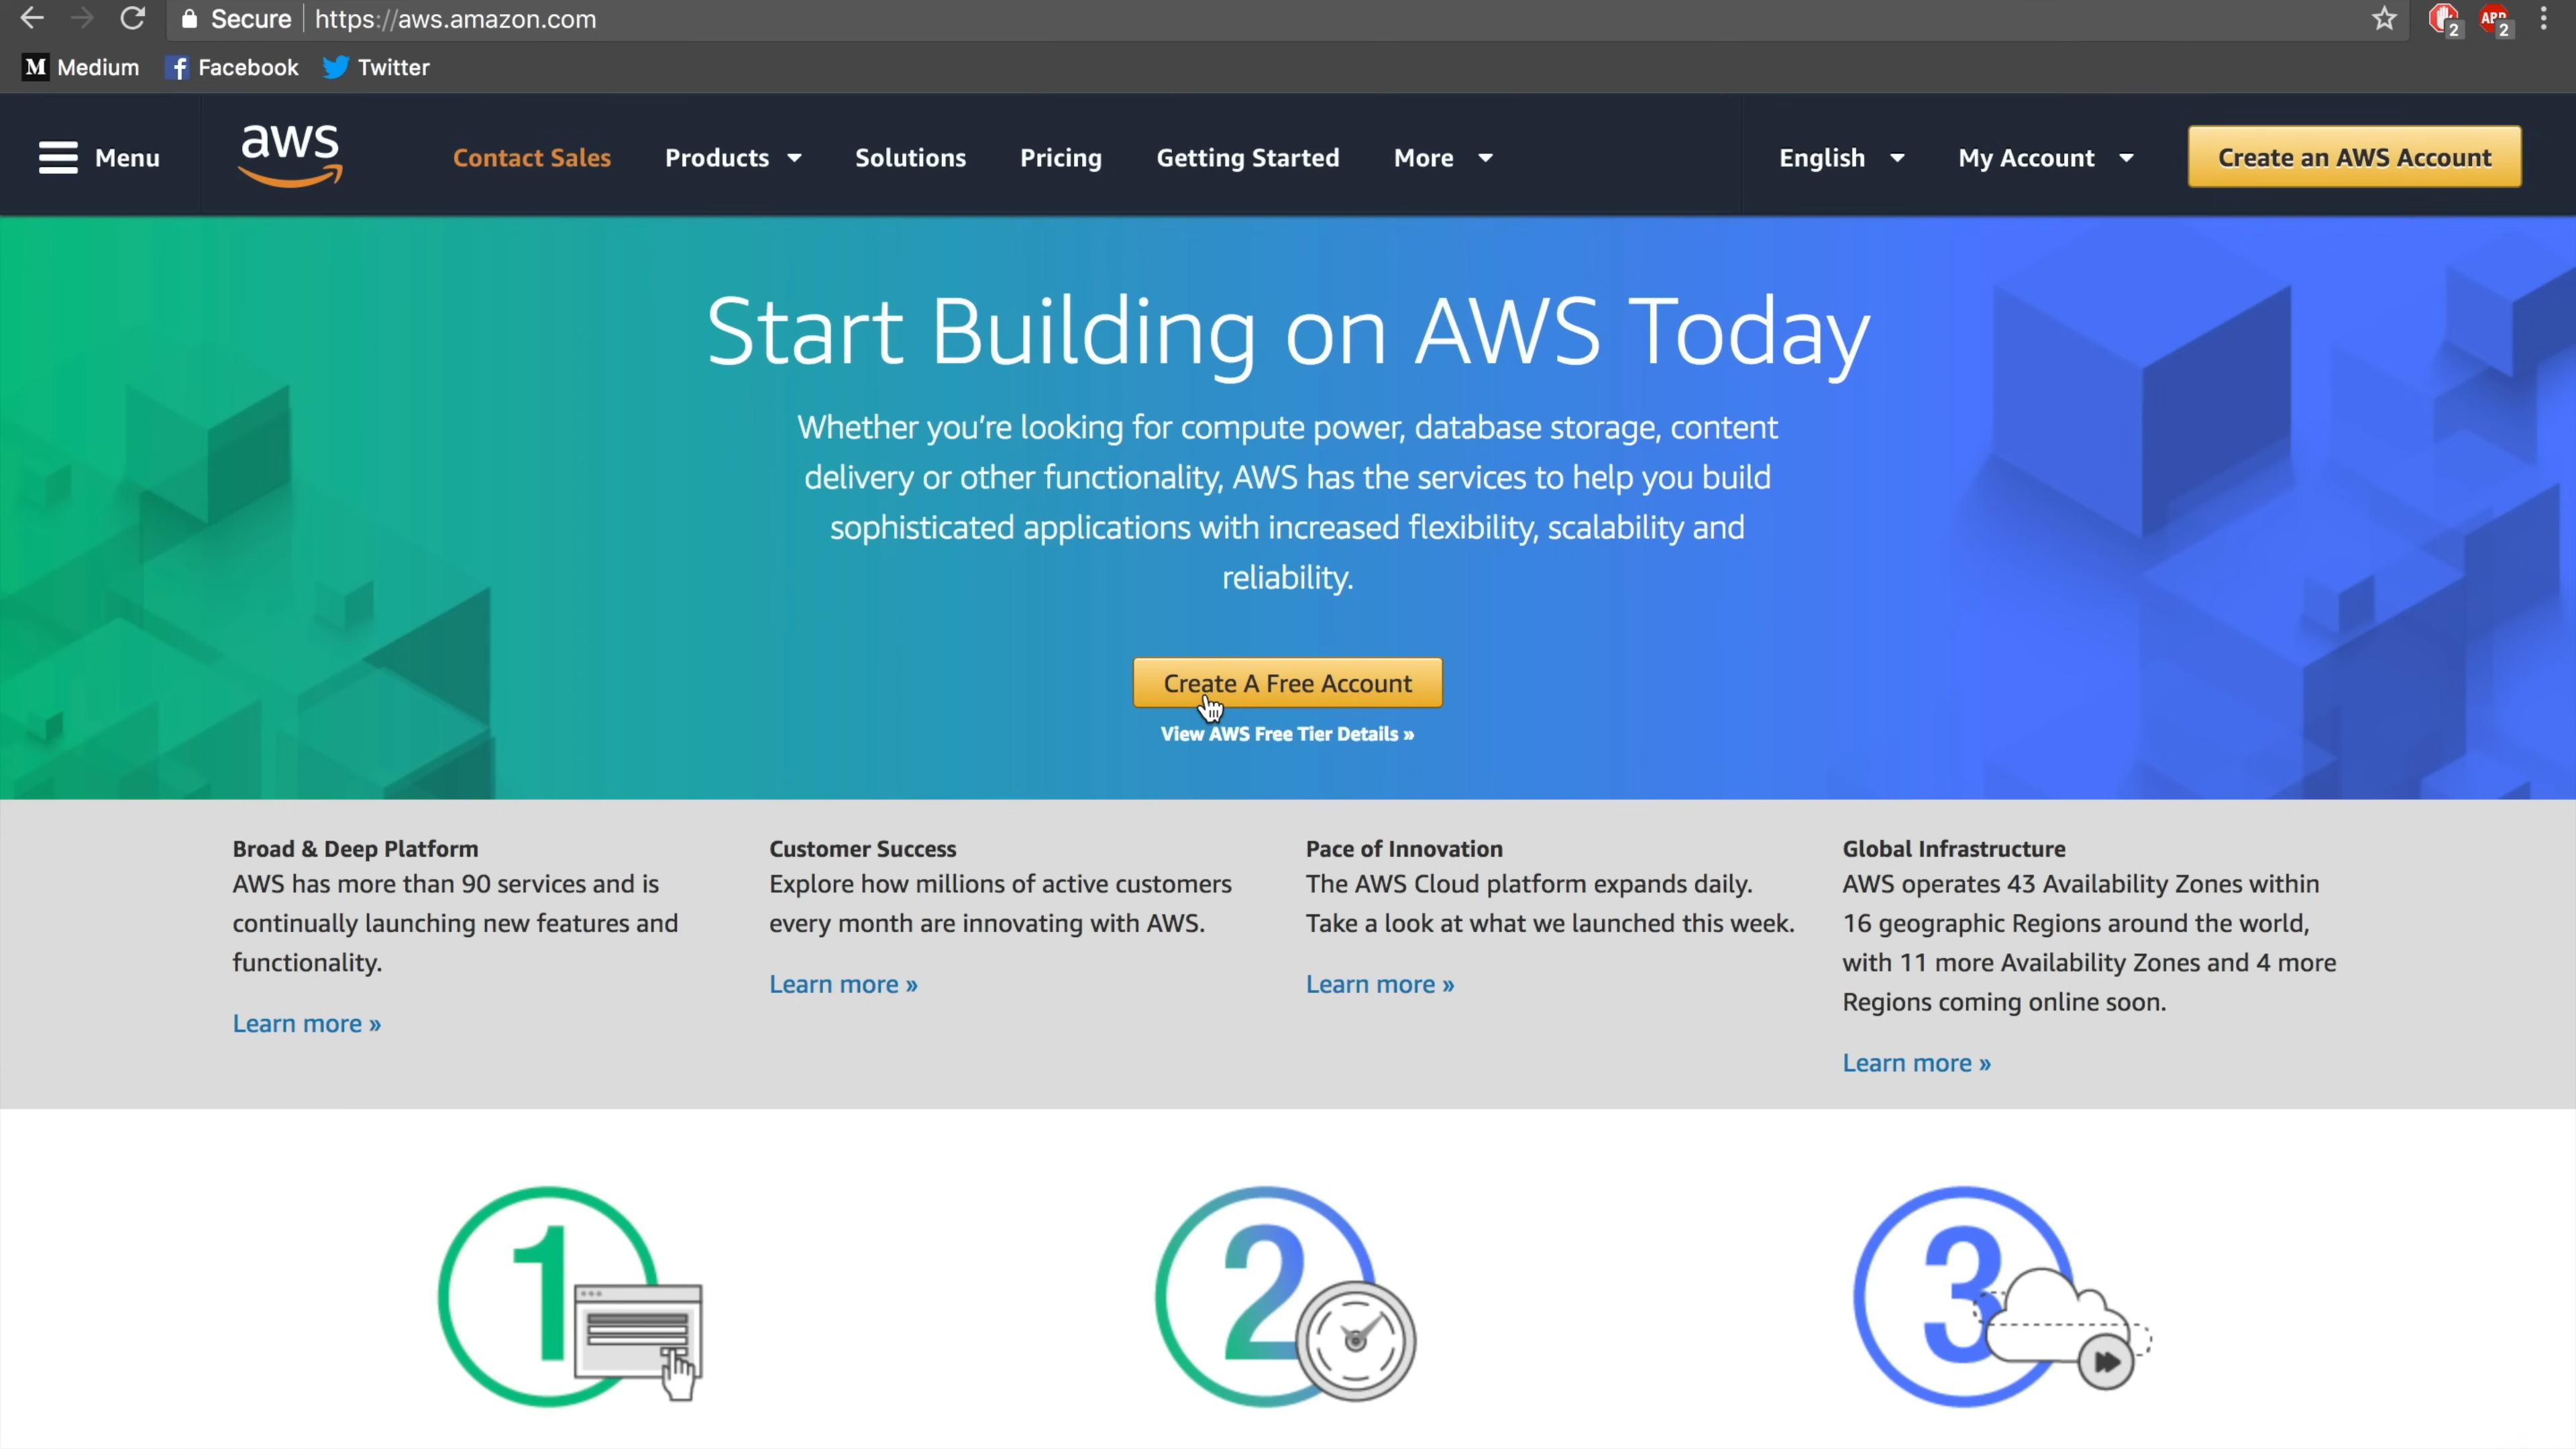 Secure https://aws.amazon.com
2 ABP 2
M Medium Facebook Twitter
Menu aws Contact Sales Products Solutions Pricing Getting Started More English My Account Create an AWS Account
Start Building on AWS Today
Whether you're looking for compute power, database storage, content
delivery or other functionality, AWS has the services to help you build
sophisticated applications with increased flexibility, scalability and
reliability.
Create A Free Account
View AWS Free Tier Details »
Broad & Deep Platform
AWS has more than 90 services and is
continually launching new features and
functionality.
Learn more »
Customer Success
Explore how millions of active customers
every month are innovating with AWS.
Learn more »
Pace of Innovation
The AWS Cloud platform expands daily.
Take a look at what we launched this week.
Learn more »
Global Infrastructure
AWS operates 43 Availability Zones within
16 geographic Regions around the world,
with 11 more Availability Zones and 4 more
Regions coming online soon.
Learn more »
1 2 3